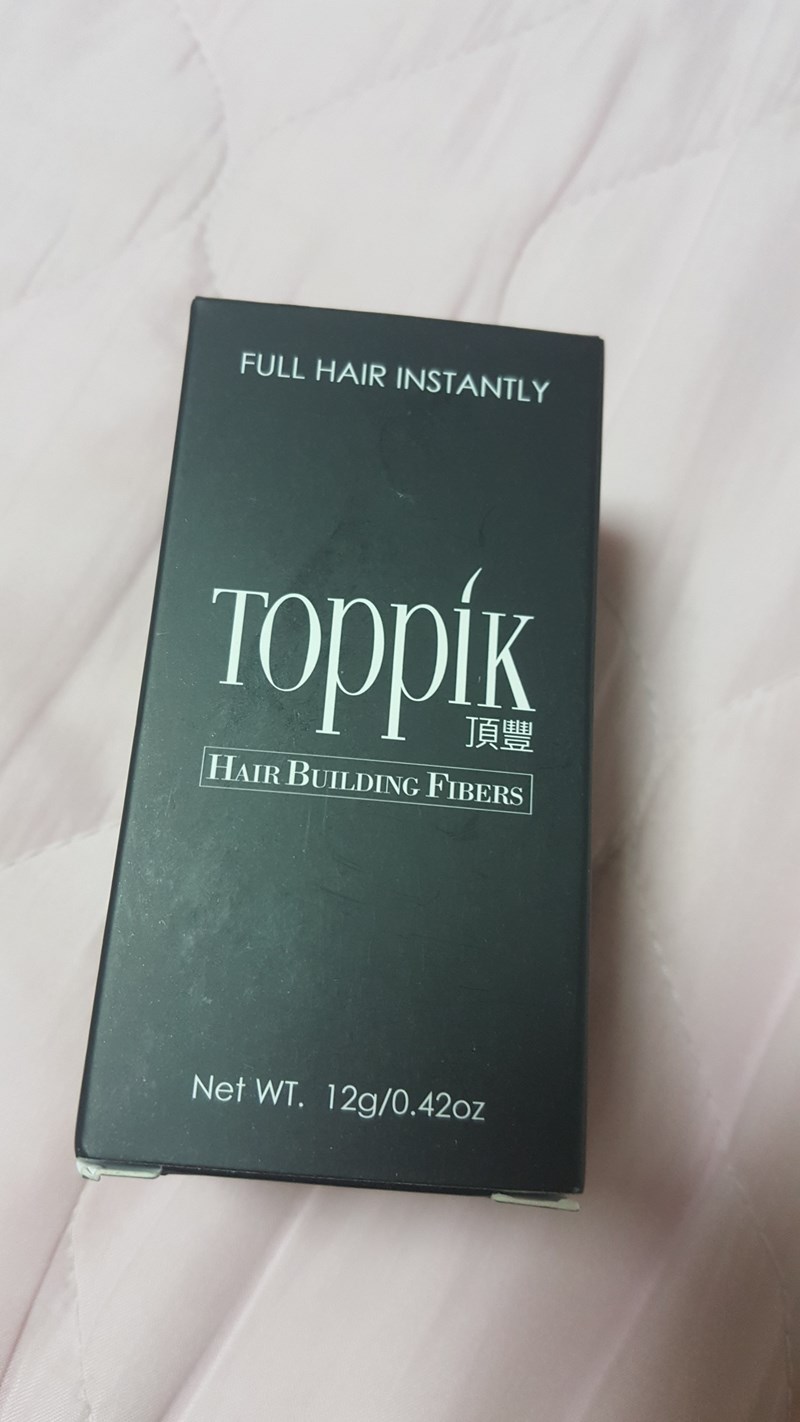 FULL HAIR INSTANTLY
Toppik
頂豐
HAIR BUILDING FIBERS
Net WT. 12g/0.42oz